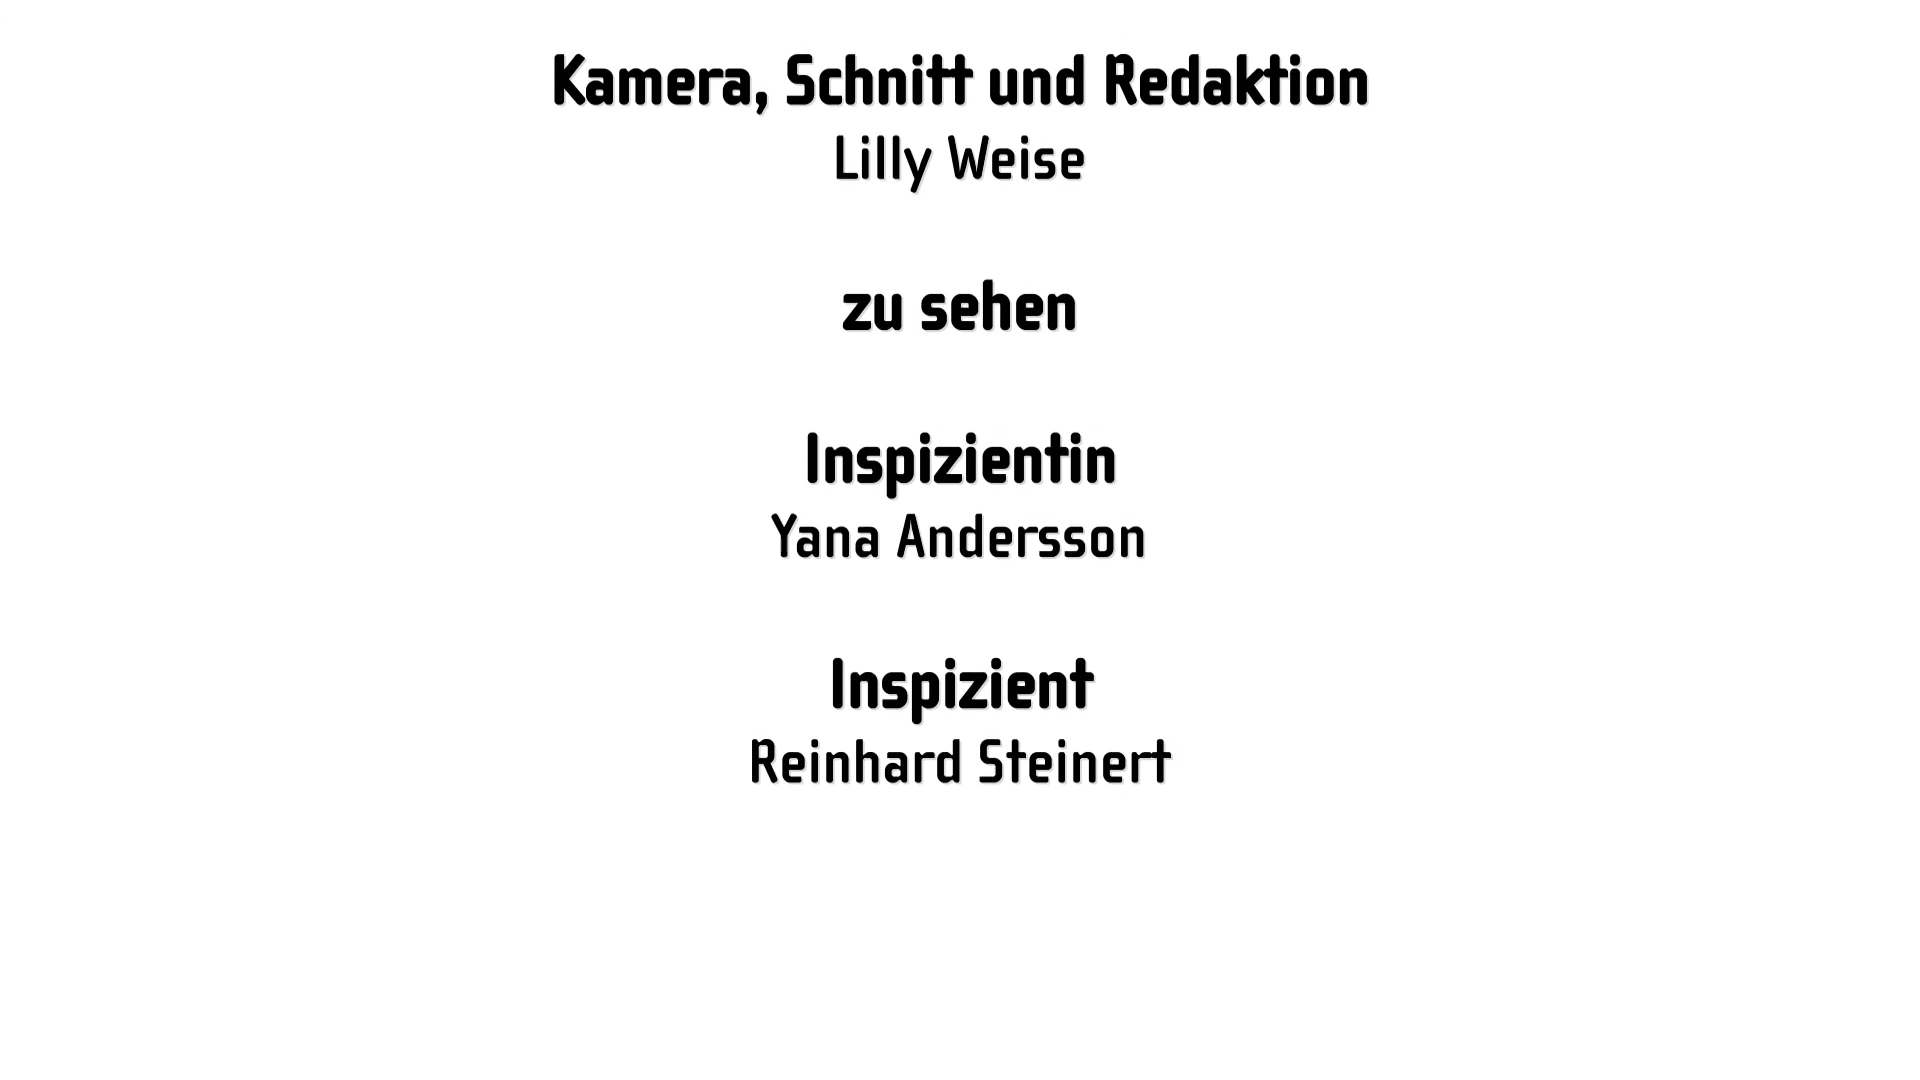 Kamera, Schnitt und Redaktion
Lilly Weise
zu sehen
Inspizientin
Yana Andersson
Inspizient
Reinhard Steinert